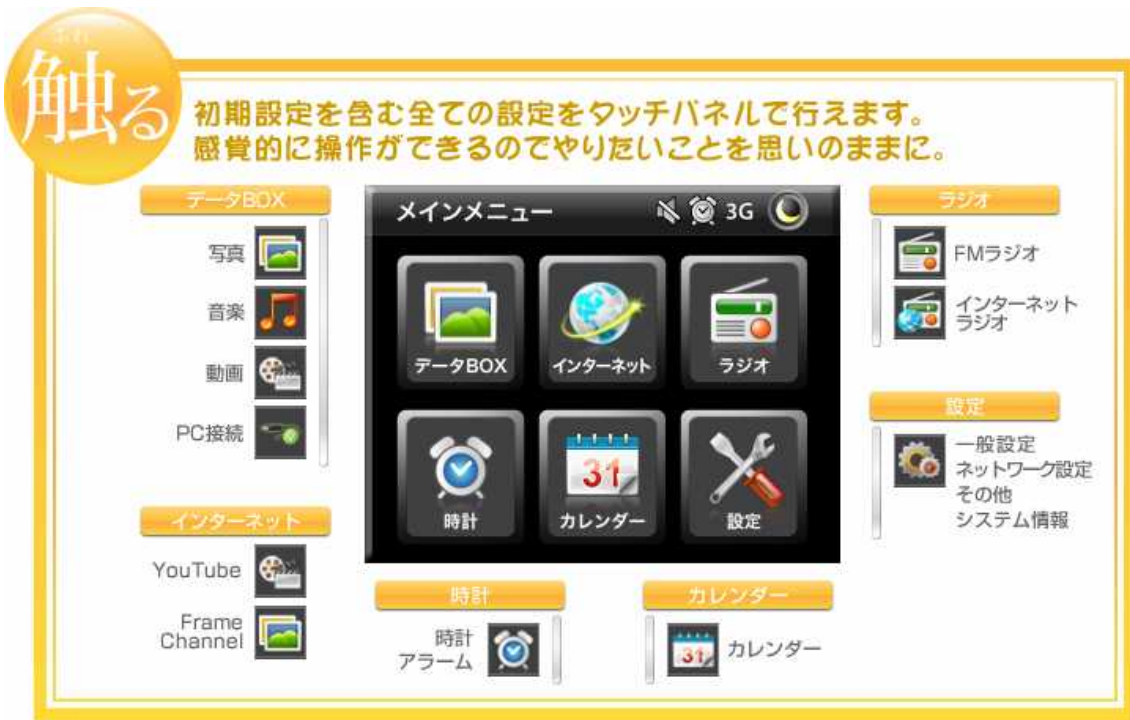 ふれ
触る
初期設定を含む全ての設定をタッチパネルで行えます。
感覚的に操作ができるのでやりたいことを思いのままに。
データBOX
写真
音楽
動画
PC接続
インターネット
YouTube
Frame
Channel
メインメニュー 3G
データBOX インターネット ラジオ
31
時計 カレンダー 設定
時計
時計
アラーム
カレンダー
31
カレンダー
ラジオ
FMラジオ
インターネット
ラジオ
設定
一般設定
ネットワーク設定
その他
システム情報